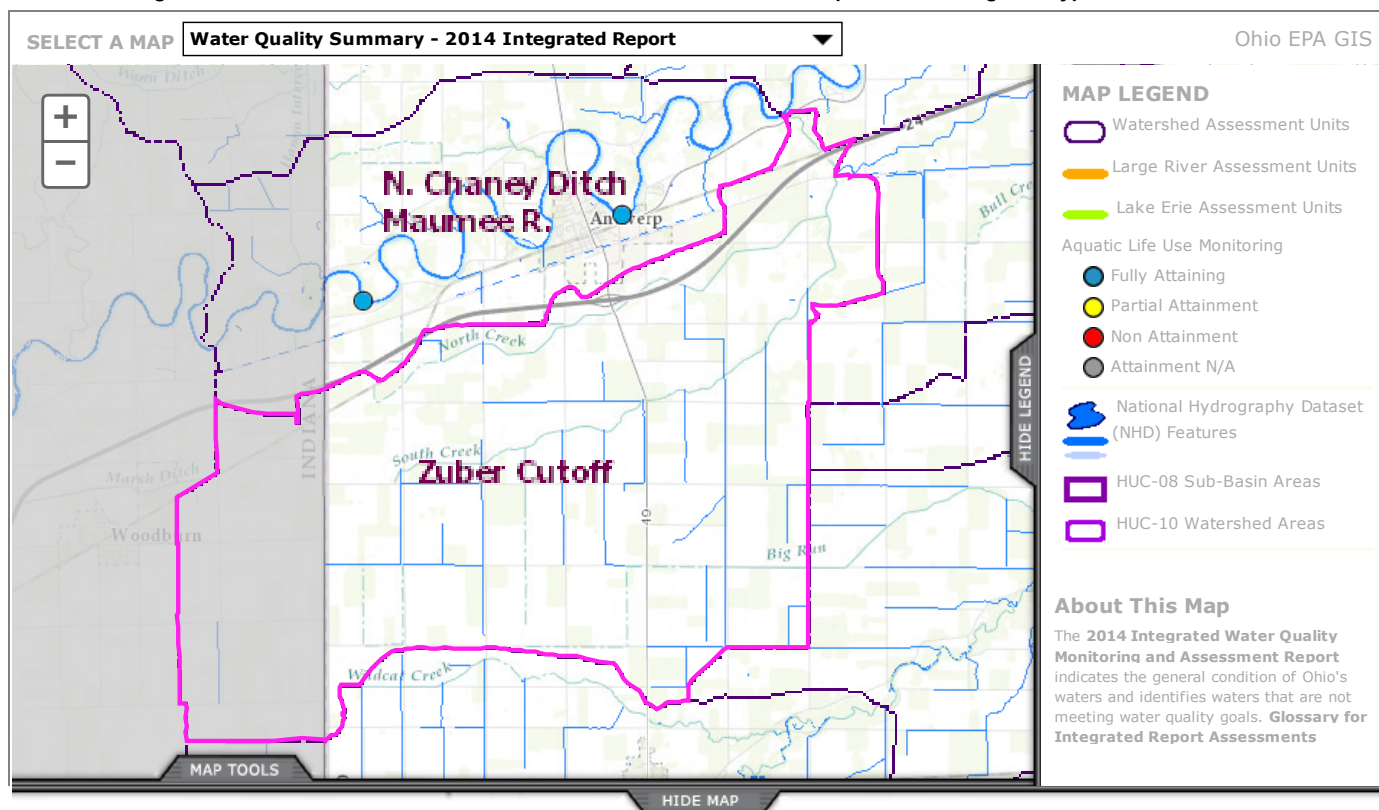 SELECT A MAP
Water Quality Summary - 2014 Integrated Report
Ohio EPA GIS
+
−
Wann Ditch
24
N. Chaney Ditch
Maumee R.
Antwerp
Bull Cre
North Creek
INDIANA
South Creek
Zuber Cutoff
Marsh Ditch
Woodburn
49
Big Run
Wildcat Creek
MAP TOOLS
HIDE MAP
HIDE LEGEND
MAP LEGEND
Watershed Assessment Units
Large River Assessment Units
Lake Erie Assessment Units
Aquatic Life Use Monitoring
Fully Attaining
Partial Attainment
Non Attainment
Attainment N/A
National Hydrography Dataset
(NHD) Features
HUC-08 Sub-Basin Areas
HUC-10 Watershed Areas
About This Map
The 2014 Integrated Water Quality
Monitoring and Assessment Report
indicates the general condition of Ohio's
waters and identifies waters that are not
meeting water quality goals. Glossary for
Integrated Report Assessments